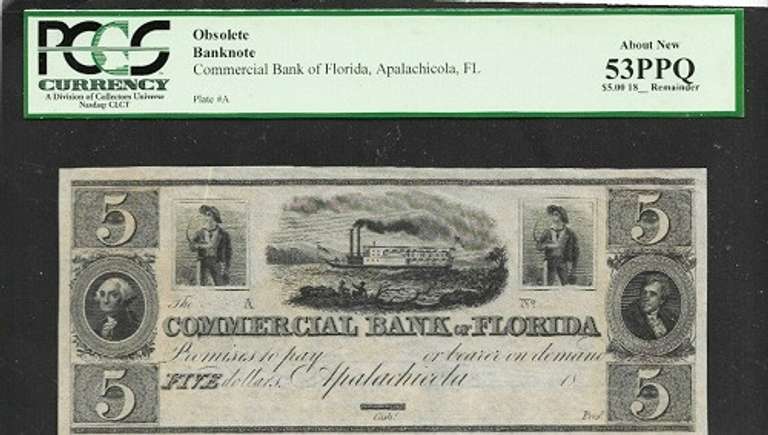 PCGS
CURRENCY
A Division of Collectors Universe
Nasdaq: CLCT
Obsolete
Banknote
Commercial Bank of Florida, Apalachicola, FL
Plate #A
About New
53PPQ
$5.00 18__ Remainder
5 5
The A No
COMMERCIAL BANK of FLORIDA
Promises to pay or bearer on demand
FIVE dollars, Apalachicola 18
5 5
Cash! Prest